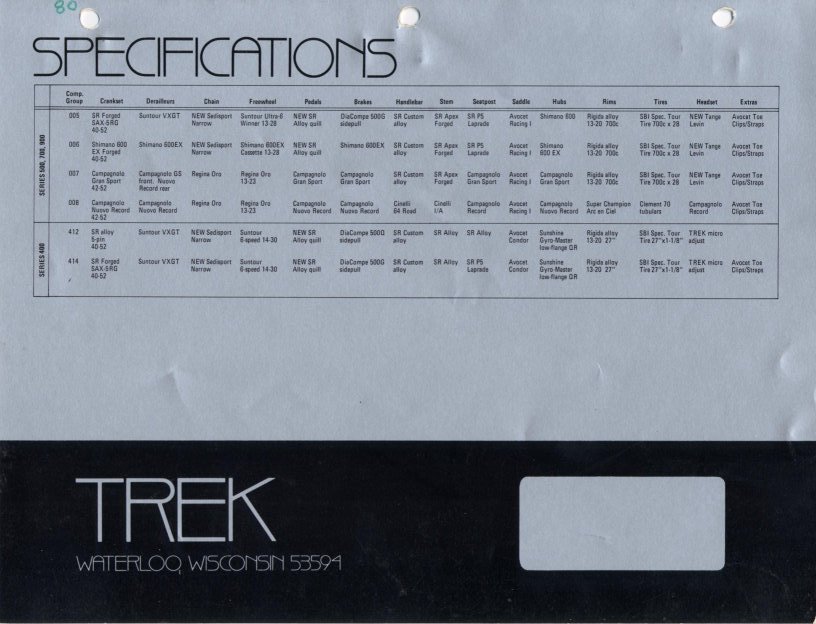 80
SPECIFICATIONS
Comp. Group Crankset Derailleurs Chain Freewheel Pedals Brakes Handlebar Stem Seatpost Saddle Hubs Rims Tires Headset Extras
SERIES 500, 700, 900
005 SR Forged Suntour VXGT NEW Sedisport Suntour Ultra-6 NEW SR DiaCompe 500G SR Custom SR Apex SR P5 Avocet Shimano 600 Rigida alloy SBI Spec. Tour NEW Tange Avocet Toe
SAX-5RG Narrow Winner 13-28 Alloy quill sidepull alloy Forged Laprade Racing I 13-20 700c Tire 700c x 28 Levin Clips/Straps
40-52
006 Shimano 600 Shimano 600EX NEW Sedisport Shimano 600EX NEW SR Shimano 600EX SR Custom SR Apex SR P5 Avocet Shimano Rigida alloy SBI Spec. Tour NEW Tange Avocet Toe
EX Forged Narrow Cassette 13-28 Alloy quill alloy Forged Laprade Racing I 600 EX 13-20 700c Tire 700c x 28 Levin Clips/Straps
40-52
007 Campagnolo Campagnolo GS Regina Oro Regina Oro Campagnolo Campagnolo SR Custom SR Apex Campagnolo Avocet Campagnolo Rigida alloy SBI Spec. Tour NEW Tange Avocet Toe
Gran Sport front. Nuovo 13-23 Gran Sport Gran Sport alloy Forged Gran Sport Racing I Gran Sport 13-20 700c Tire 700c x 28 Levin Clips/Straps
42-52 Record rear
008 Campagnolo Campagnolo Regina Oro Regina Oro Campagnolo Campagnolo Cinelli Cinelli Campagnolo Avocet Campagnolo Super Champion Clement 70 Campagnolo Avocet Toe
Nuovo Record Nuovo Record 13-23 Nuovo Record Nuovo Record 64 Road I/A Record Racing I Nuovo Record Arc en Ciel tubulars Record Clips/Straps
42-52
SERIES 400
412 SR alloy Suntour VXGT NEW Sedisport Suntour NEW SR DiaCompe 500G SR Custom SR Alloy SR Alloy Avocet Sunshine Rigida alloy SBI Spec. Tour TREK micro
5-pin Narrow 6-speed 14-30 Alloy quill sidepull alloy Condor Gyro-Master 13-20 27" Tire 27"x1-1/8" adjust
40-52 low-flange QR
414 SR Forged Suntour VXGT NEW Sedisport Suntour NEW SR DiaCompe 500G SR Custom SR Alloy SR P5 Avocet Sunshine Rigida alloy SBI Spec. Tour TREK micro Avocet Toe
SAX-5RG Narrow 6-speed 14-30 Alloy quill sidepull alloy Laprade Condor Gyro-Master 13-20 27" Tire 27"x1-1/8" adjust Clips/Straps
40-52 low-flange QR
TREK
WATERLOO, WISCONSIN 53594